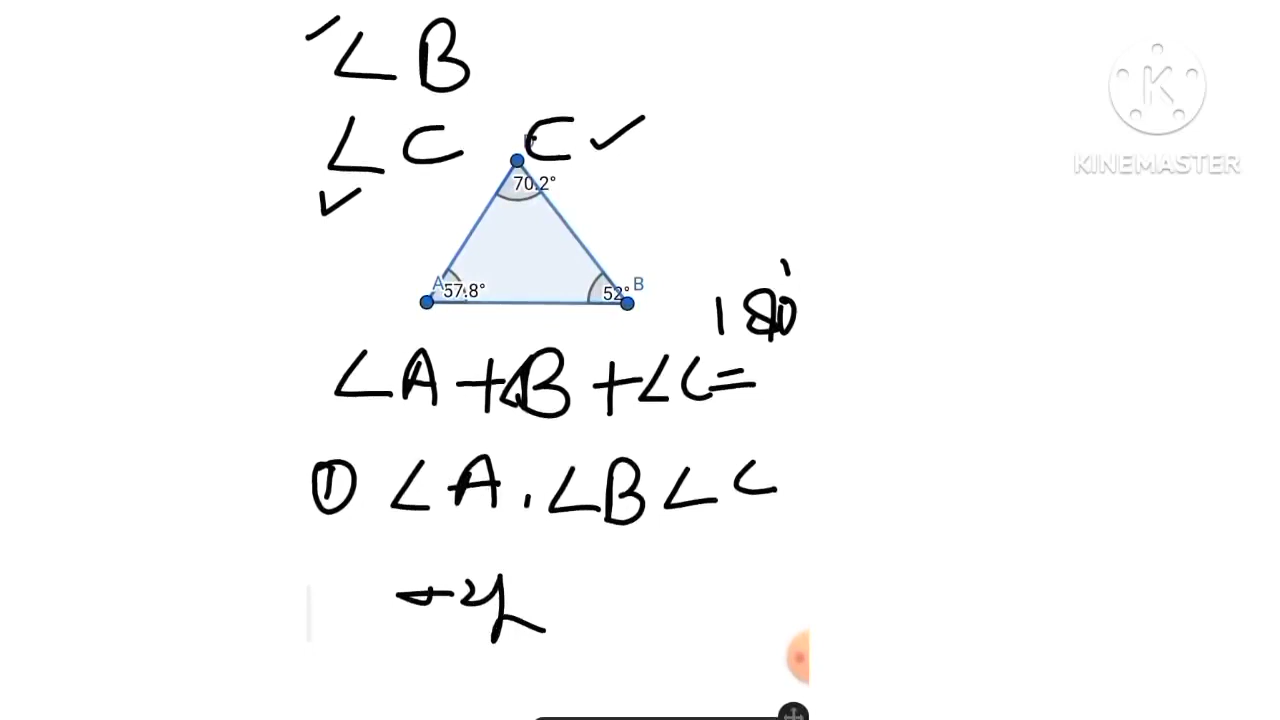 ∠B
∠C C
70.2°
A 57.8° 52° B
180
∠A+∠B+∠C=
① ∠A.∠B∠C
K
KINEMASTER